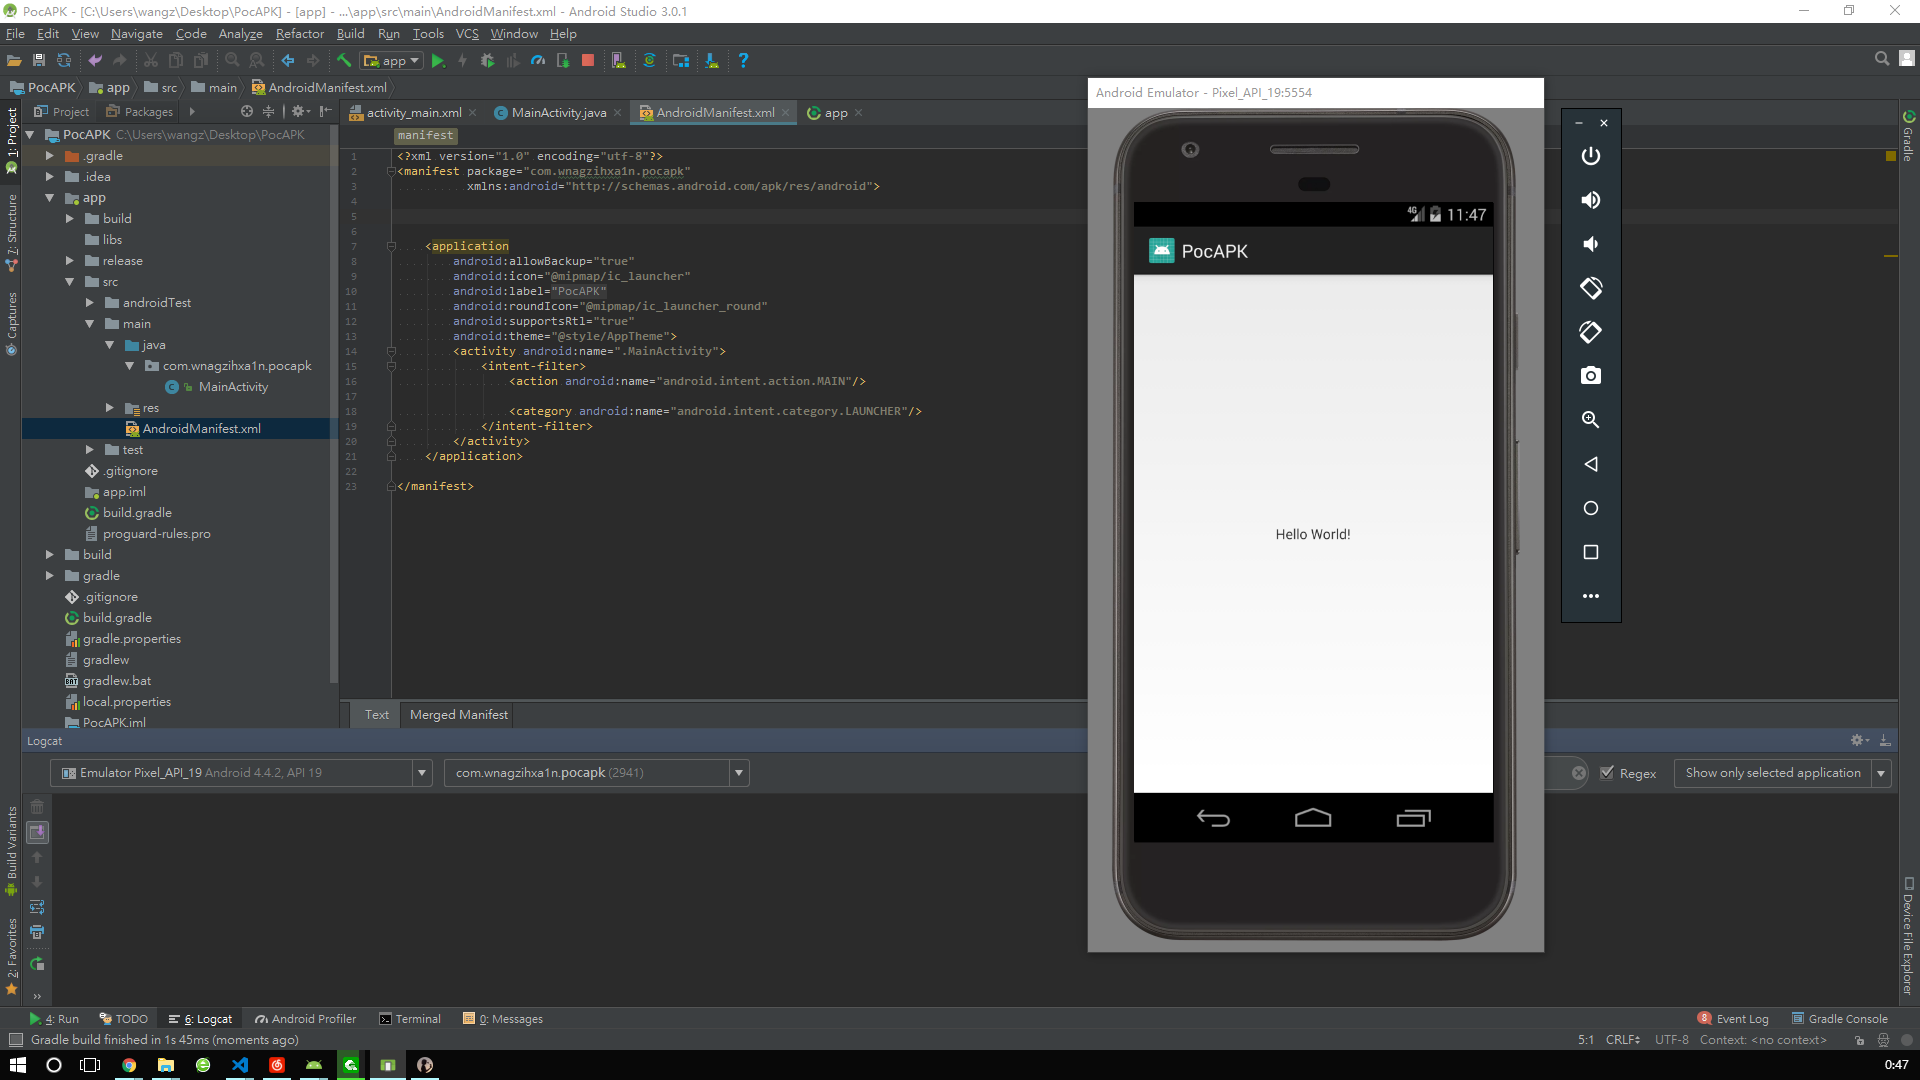 PocAPK - [C:\Users\wangz\Desktop\PocAPK] - [app] - ...\app\src\main\AndroidManifest.xml - Android Studio 3.0.1
File Edit View Navigate Code Analyze Refactor Build Run Tools VCS Window Help
app
PocAPK app src main AndroidManifest.xml
Project Packages
activity_main.xml MainActivity.java AndroidManifest.xml app
1: Project
7: Structure
Captures
Build Variants
2: Favorites
PocAPK C:\Users\wangz\Desktop\PocAPK
.gradle
.idea
app
build
libs
release
src
androidTest
main
java
com.wnagzihxa1n.pocapk
MainActivity
res
AndroidManifest.xml
test
.gitignore
app.iml
build.gradle
proguard-rules.pro
build
gradle
.gitignore
build.gradle
gradle.properties
gradlew
gradlew.bat
local.properties
PocAPK.iml
manifest
1 <?xml version="1.0" encoding="utf-8"?>
2 <manifest package="com.wnagzihxa1n.pocapk"
3 xmlns:android="http://schemas.android.com/apk/res/android">
4
5
6
7 <application
8 android:allowBackup="true"
9 android:icon="@mipmap/ic_launcher"
10 android:label="PocAPK"
11 android:roundIcon="@mipmap/ic_launcher_round"
12 android:supportsRtl="true"
13 android:theme="@style/AppTheme">
14 <activity android:name=".MainActivity">
15 <intent-filter>
16 <action android:name="android.intent.action.MAIN"/>
17
18 <category android:name="android.intent.category.LAUNCHER"/>
19 </intent-filter>
20 </activity>
21 </application>
22
23 </manifest>
Text Merged Manifest
Android Emulator - Pixel_API_19:5554
4G 11:47
PocAPK
Hello World!
Gradle
Device File Explorer
Logcat
Emulator Pixel_API_19 Android 4.4.2, API 19
com.wnagzihxa1n.pocapk (2941)
Regex
Show only selected application
4: Run TODO 6: Logcat Android Profiler Terminal 0: Messages
8 Event Log Gradle Console
Gradle build finished in 1s 45ms (moments ago)
5:1 CRLF UTF-8 Context: <no context>
0:47